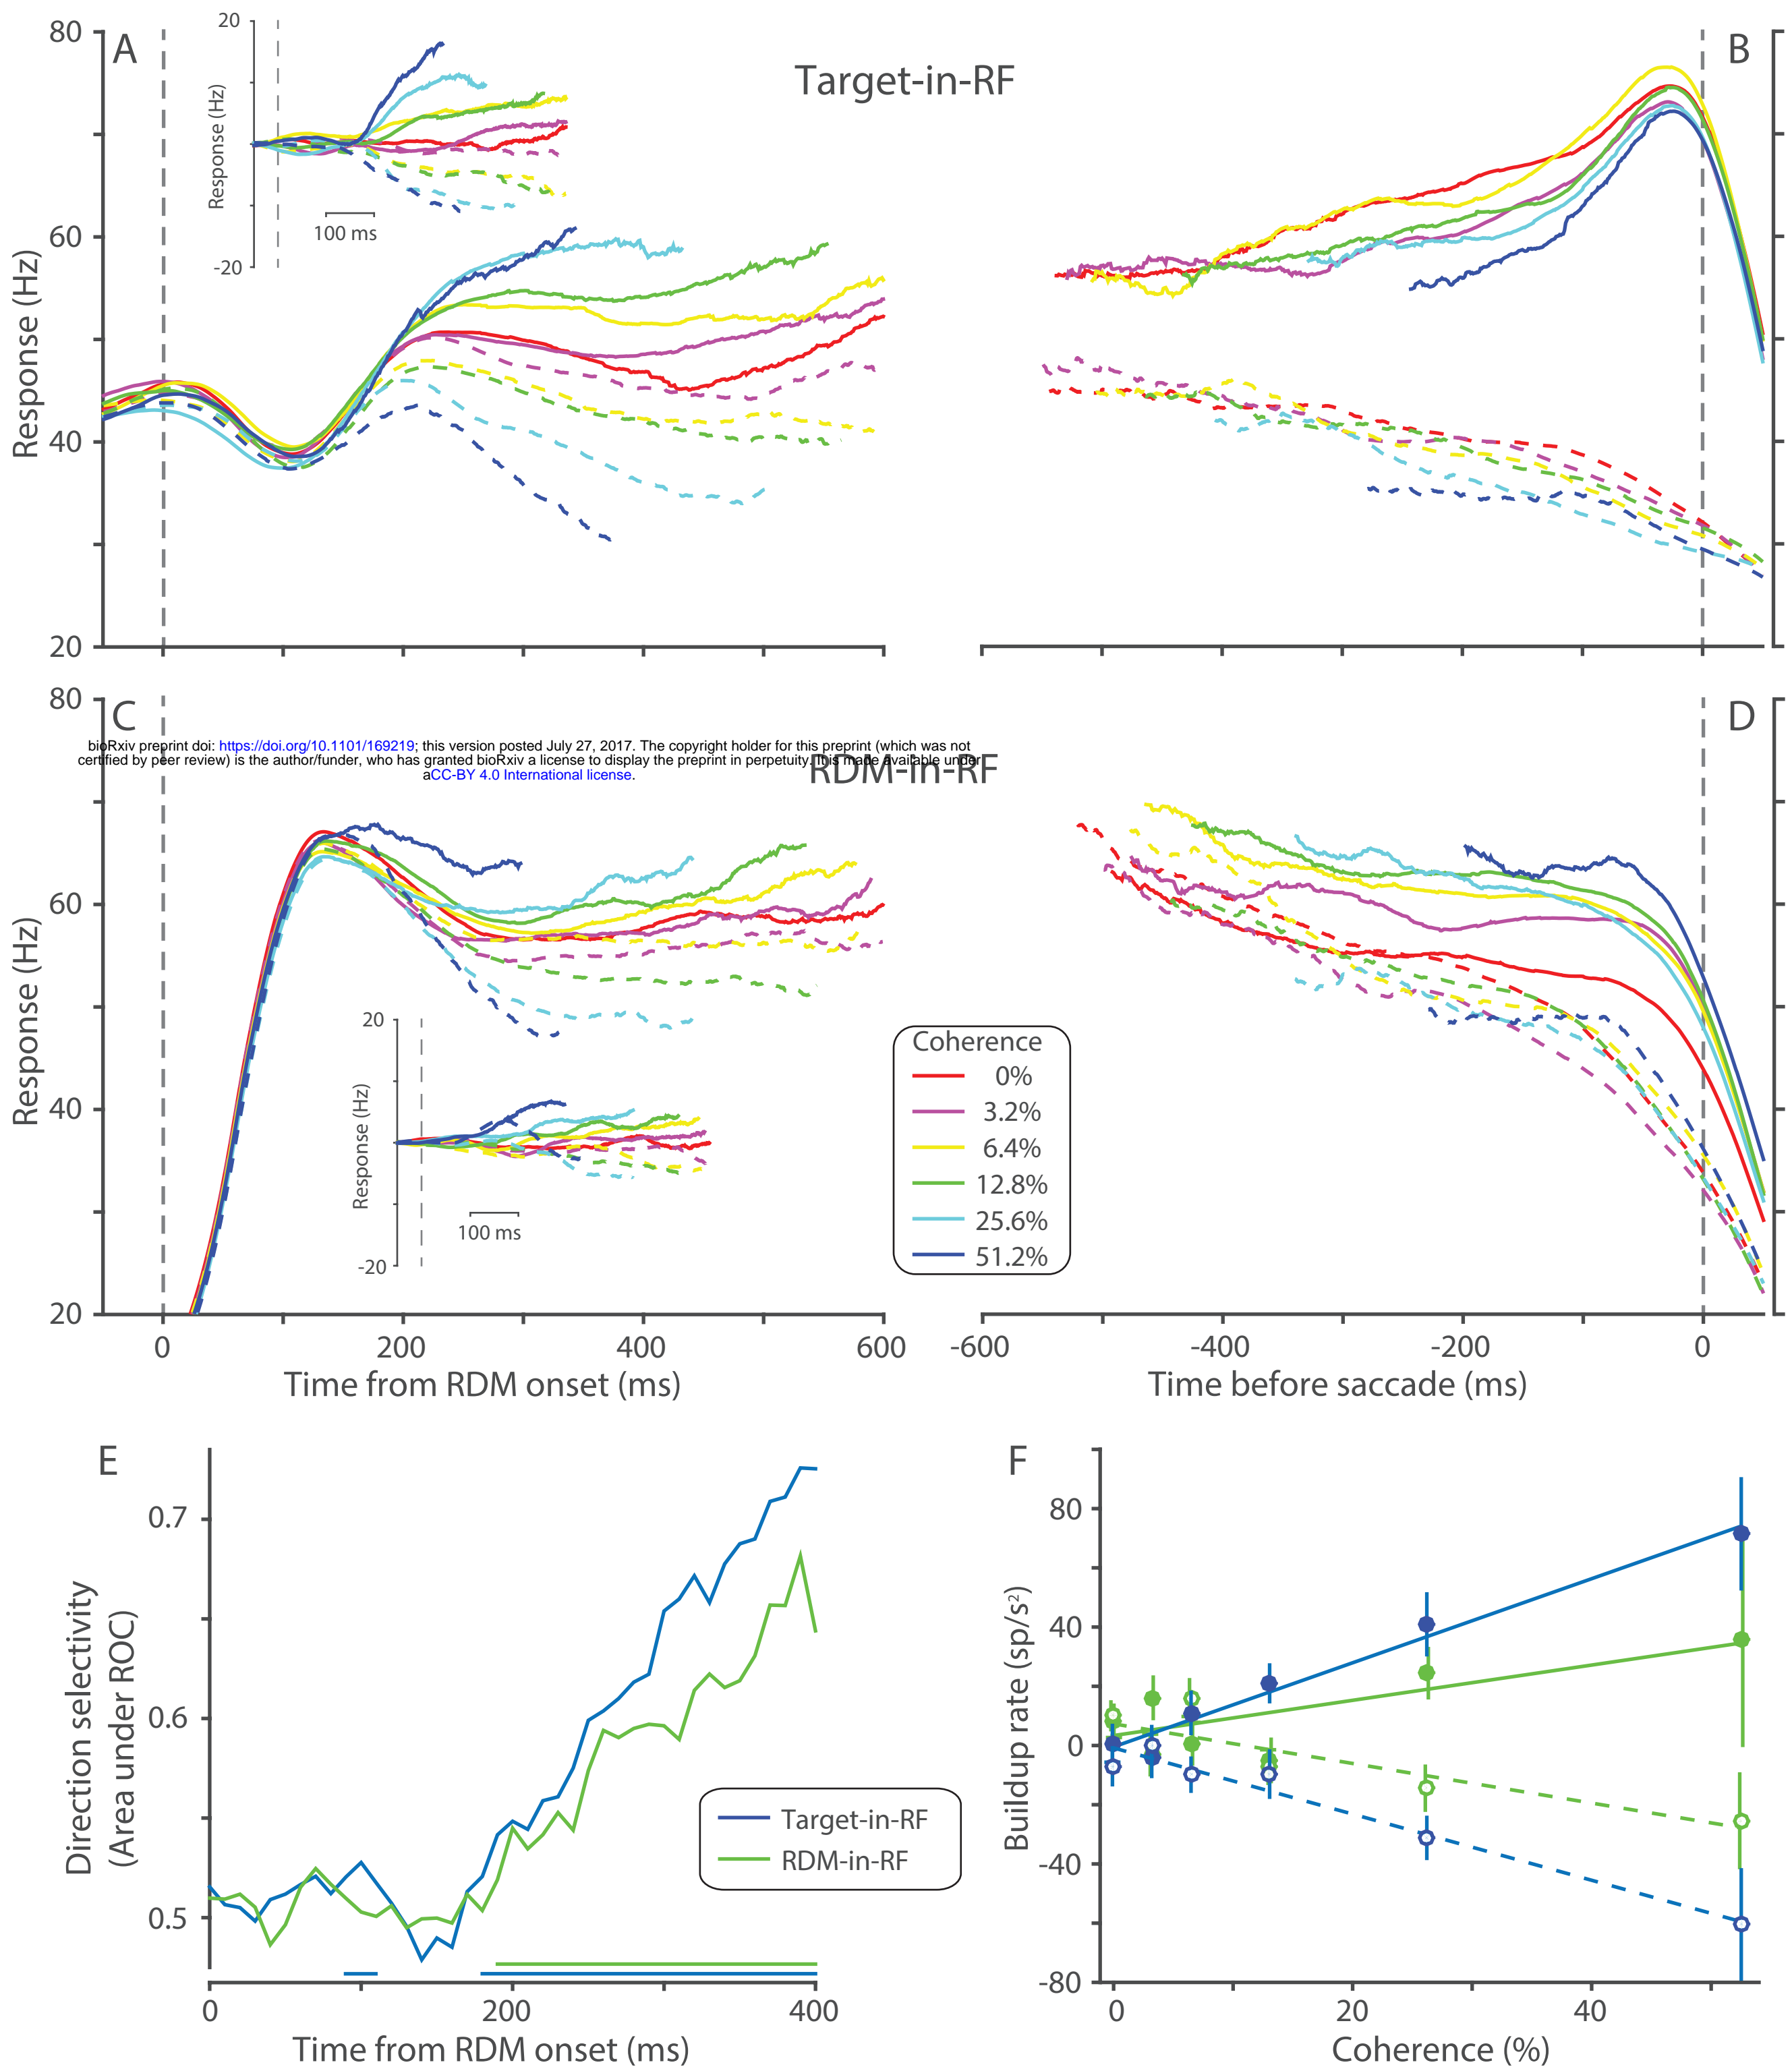 A
Target-in-RF
B
80
60
40
20
Response (Hz)
20
-20
Response (Hz)
100 ms
C
RDM-in-RF
D
bioRxiv preprint doi: https://doi.org/10.1101/169219; this version posted July 27, 2017. The copyright holder for this preprint (which was not
certified by peer review) is the author/funder, who has granted bioRxiv a license to display the preprint in perpetuity. It is made available under
aCC-BY 4.0 International license.
80
60
40
20
Response (Hz)
20
-20
Response (Hz)
100 ms
Coherence
0%
3.2%
6.4%
12.8%
25.6%
51.2%
0 200 400 600
Time from RDM onset (ms)
-600 -400 -200 0
Time before saccade (ms)
E
0.7
0.6
0.5
Direction selectivity
(Area under ROC)
Target-in-RF
RDM-in-RF
0 200 400
Time from RDM onset (ms)
F
80
40
0
-40
-80
Buildup rate (sp/s²)
0 20 40
Coherence (%)